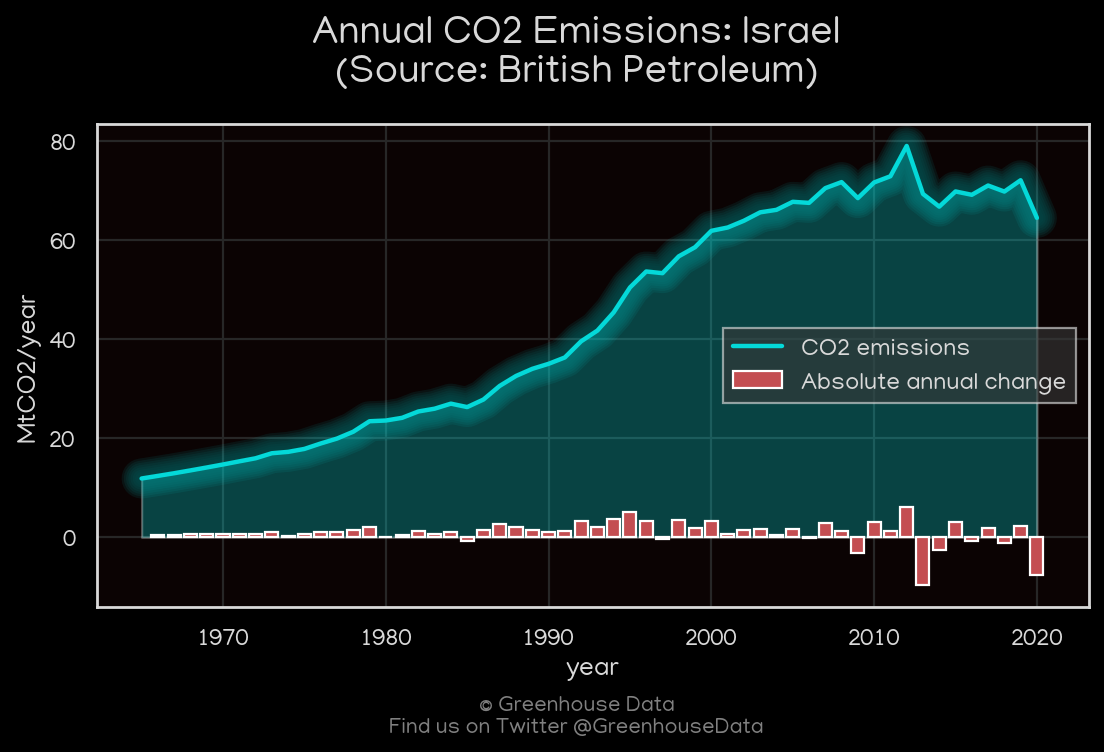 Annual CO2 Emissions: Israel
(Source: British Petroleum)
80
60
40
20
0
MtCO2/year
CO2 emissions
Absolute annual change
1970 1980 1990 2000 2010 2020
year
© Greenhouse Data
Find us on Twitter @GreenhouseData